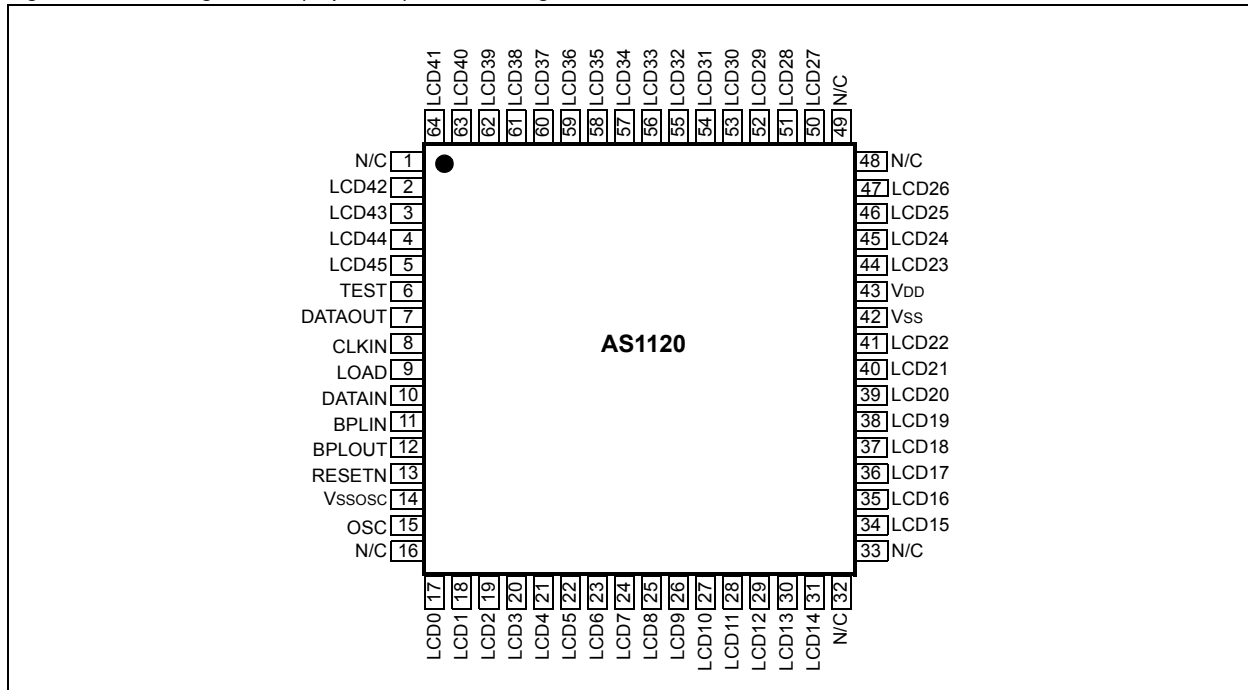 LCD41 LCD40 LCD39 LCD38 LCD37 LCD36 LCD35 LCD34 LCD33 LCD32 LCD31 LCD30 LCD29 LCD28 LCD27 N/C
64 63 62 61 60 59 58 57 56 55 54 53 52 51 50 49
N/C 1
LCD42 2
LCD43 3
LCD44 4
LCD45 5
TEST 6
DATAOUT 7
CLKIN 8
LOAD 9
DATAIN 10
BPLIN 11
BPLOUT 12
RESETN 13
VSSOSC 14
OSC 15
N/C 16
AS1120
48 N/C
47 LCD26
46 LCD25
45 LCD24
44 LCD23
43 VDD
42 VSS
41 LCD22
40 LCD21
39 LCD20
38 LCD19
37 LCD18
36 LCD17
35 LCD16
34 LCD15
33 N/C
17 18 19 20 21 22 23 24 25 26 27 28 29 30 31 32
LCD0 LCD1 LCD2 LCD3 LCD4 LCD5 LCD6 LCD7 LCD8 LCD9 LCD10 LCD11 LCD12 LCD13 LCD14 N/C